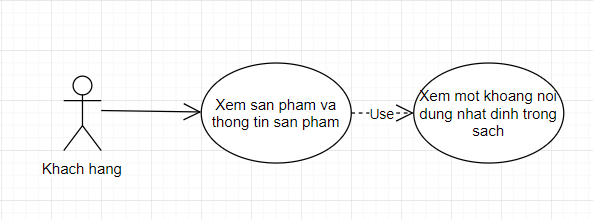 Khach hang
Xem san pham va
thong tin san pham
Use
Xem mot khoang noi
dung nhat dinh trong
sach